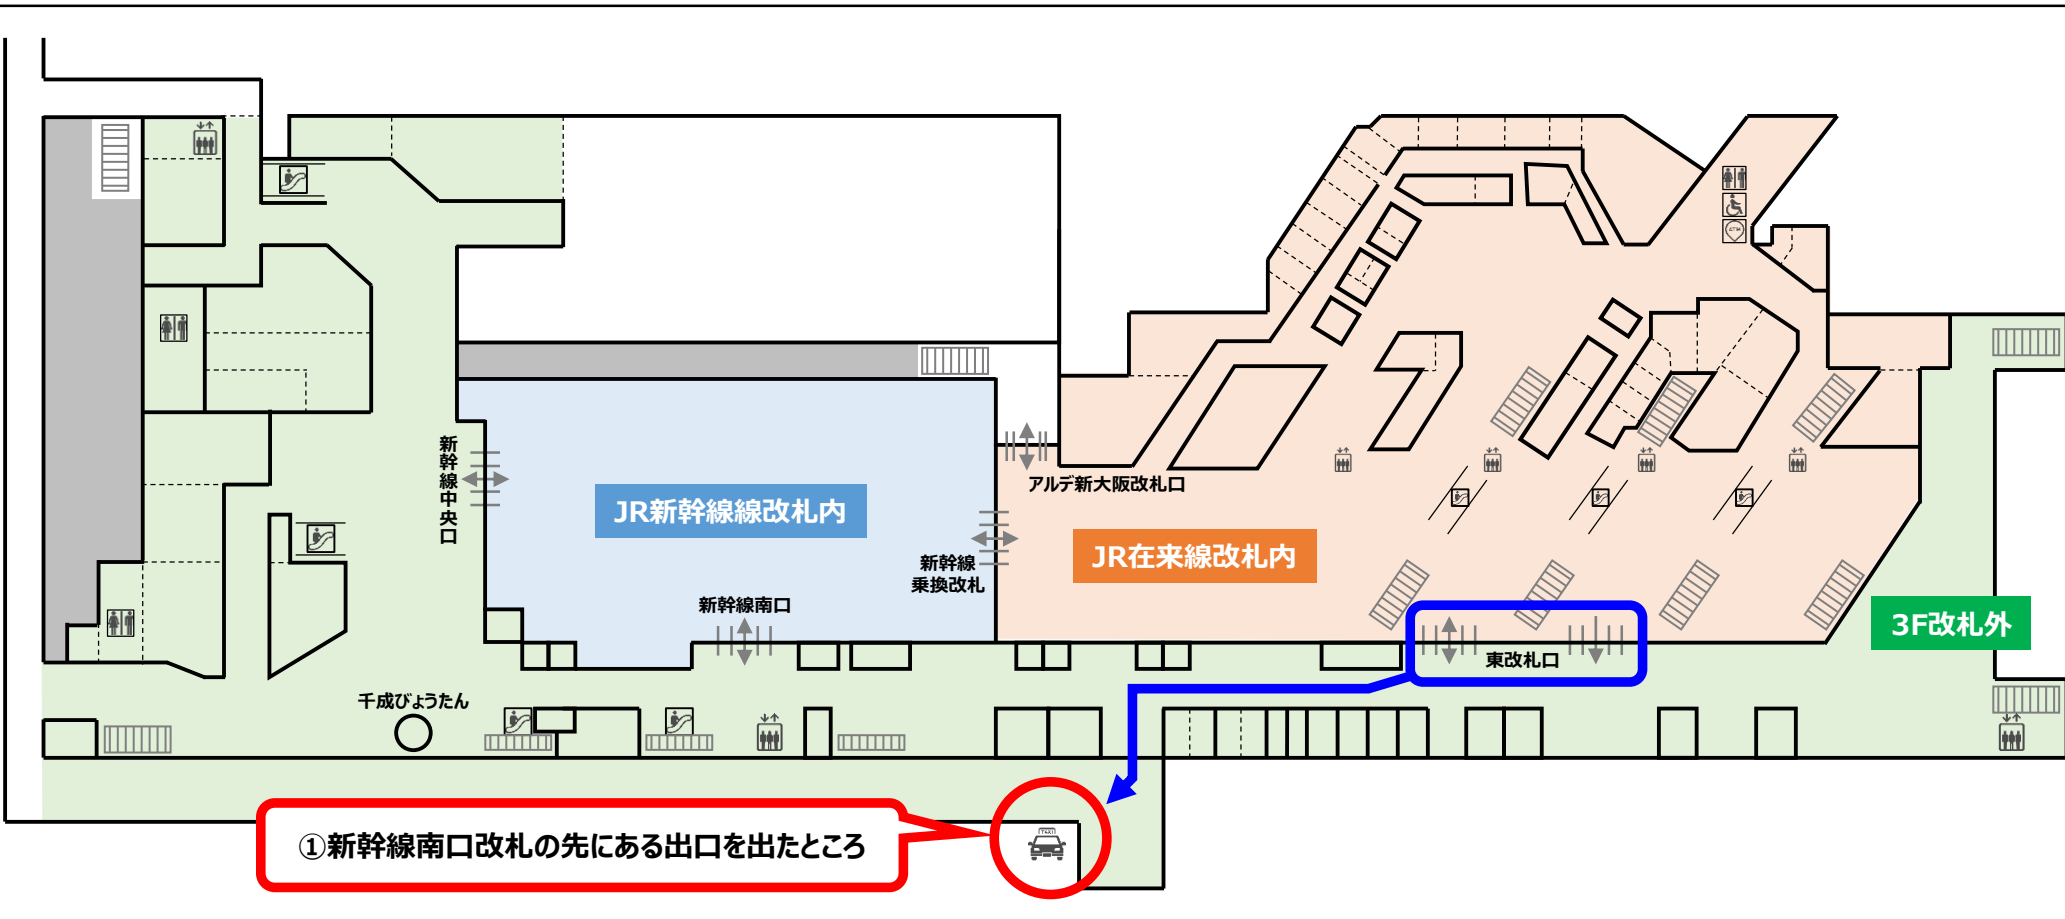 新幹線中央口
JR新幹線線改札内
アルデ新大阪改札口
JR在来線改札内
新幹線
乗換改札
新幹線南口
3F改札外
東改札口
千成びょうたん
①新幹線南口改札の先にある出口を出たところ
ATM
TAXI